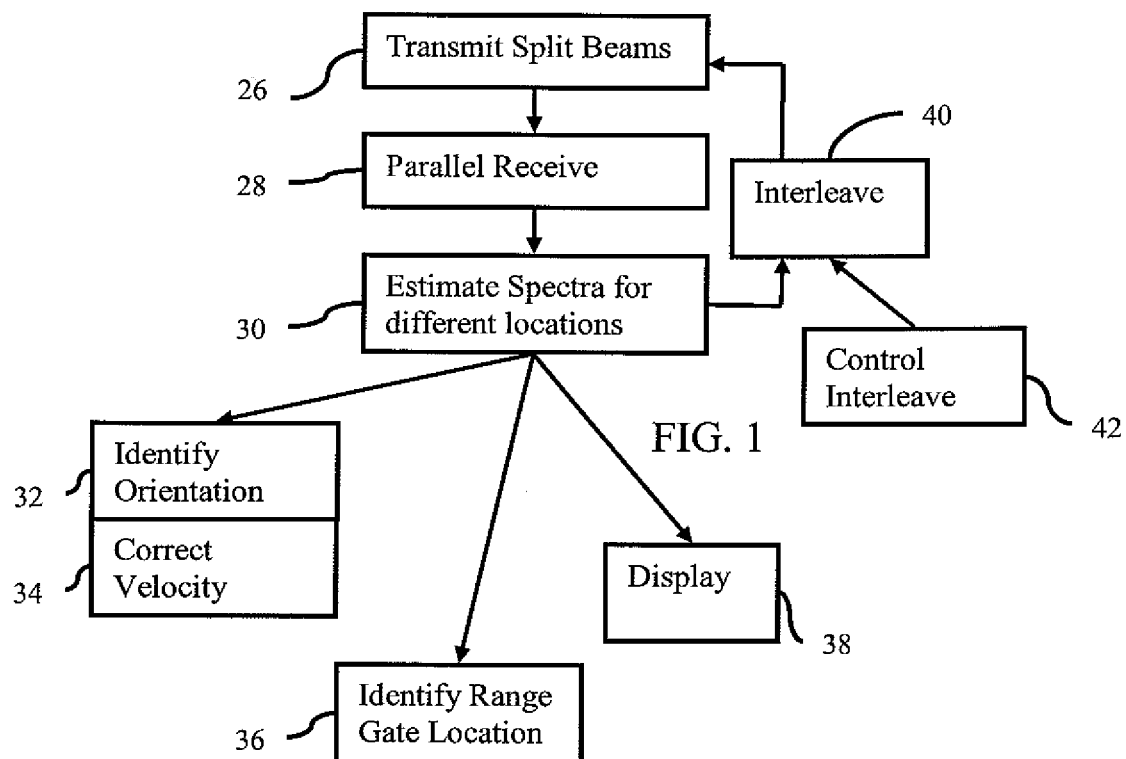 Transmit Split Beams
26
40
Parallel Receive
28
Interleave
Estimate Spectra for
different locations
30
Control
Interleave
42
FIG. 1
Identify
Orientation
32
Correct
Velocity
34
Display
38
Identify Range
Gate Location
36